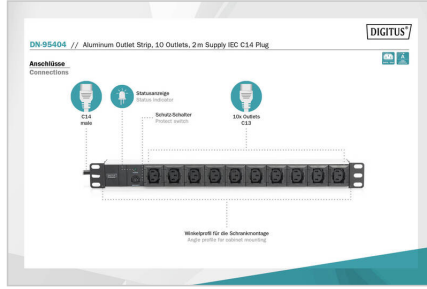 DIGITUS®
DN-95404 // Aluminum Outlet Strip, 10 Outlets, 2 m Supply IEC C14 Plug
Anschlüsse
Connections
Statusanzeige
Status indicator
C14
male
Schutz-Schalter
Protect switch
10x Outlets
C13
Winkelprofil für die Schrankmontage
Angle profile for cabinet mounting